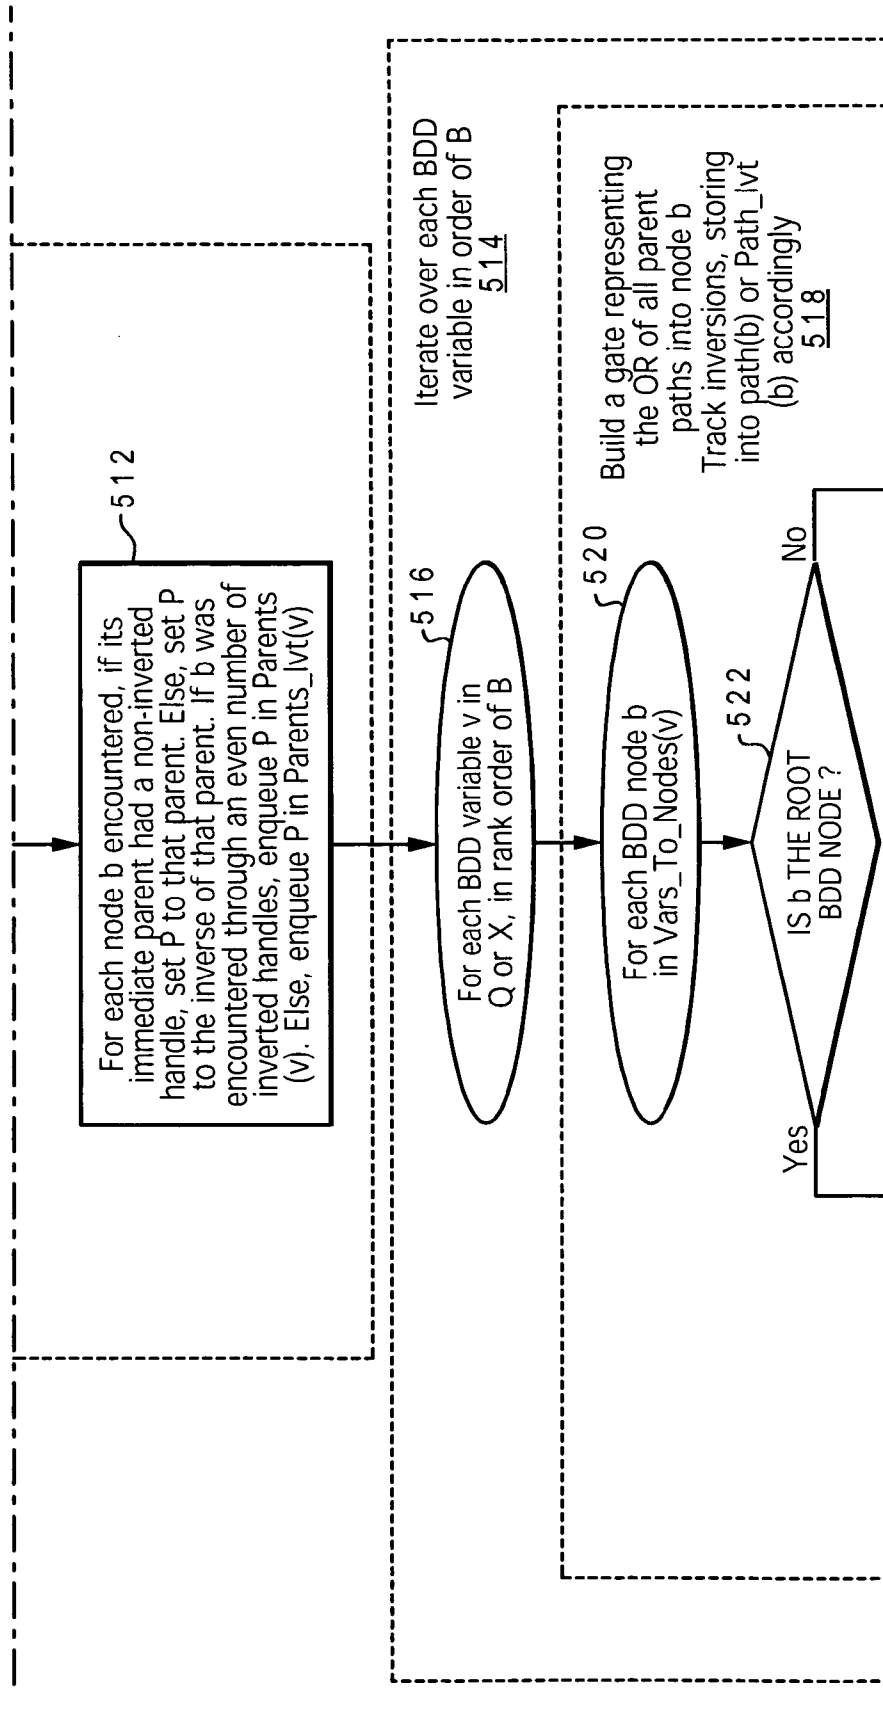 For each node b encountered, if its
immediate parent had a non-inverted
handle, set P to that parent. Else, set P
to the inverse of that parent. If b was
encountered through an even number of
inverted handles, enqueue P in Parents
(v). Else, enqueue P in Parents_Ivt(v)
512
Iterate over each BDD
variable in order of B
514
For each BDD variable v in
Q or X, in rank order of B
516
Build a gate representing
the OR of all parent
paths into node b
Track inversions, storing
into path(b) or Path_Ivt
(b) accordingly
518
For each BDD node b
in Vars_To_Nodes(v)
520
IS b THE ROOT
BDD NODE ?
522
Yes
No